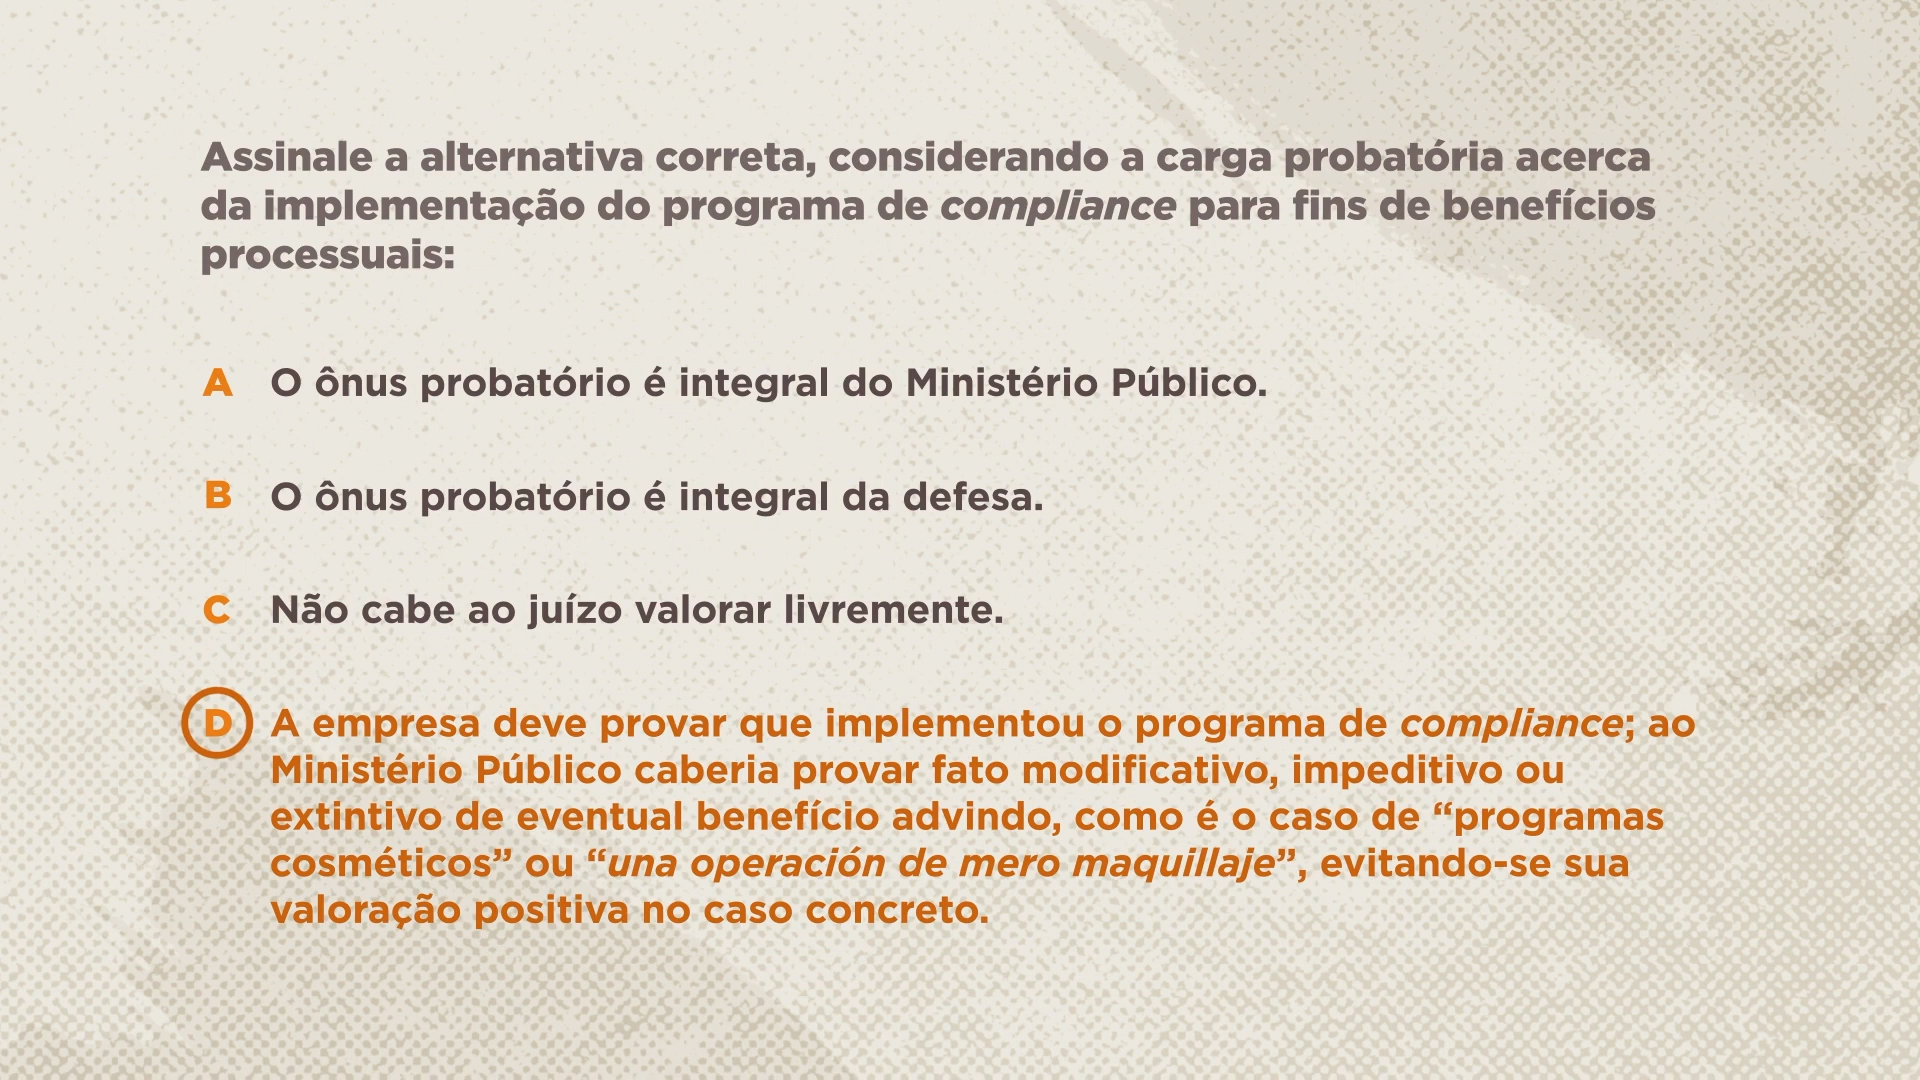 Assinale a alternativa correta, considerando a carga probatória acerca
da implementação do programa de compliance para fins de benefícios
processuais:
A O ônus probatório é integral do Ministério Público.
B O ônus probatório é integral da defesa.
C Não cabe ao juízo valorar livremente.
D A empresa deve provar que implementou o programa de compliance; ao
Ministério Público caberia provar fato modificativo, impeditivo ou
extintivo de eventual benefício advindo, como é o caso de “programas
cosméticos” ou “una operación de mero maquillaje”, evitando-se sua
valoração positiva no caso concreto.